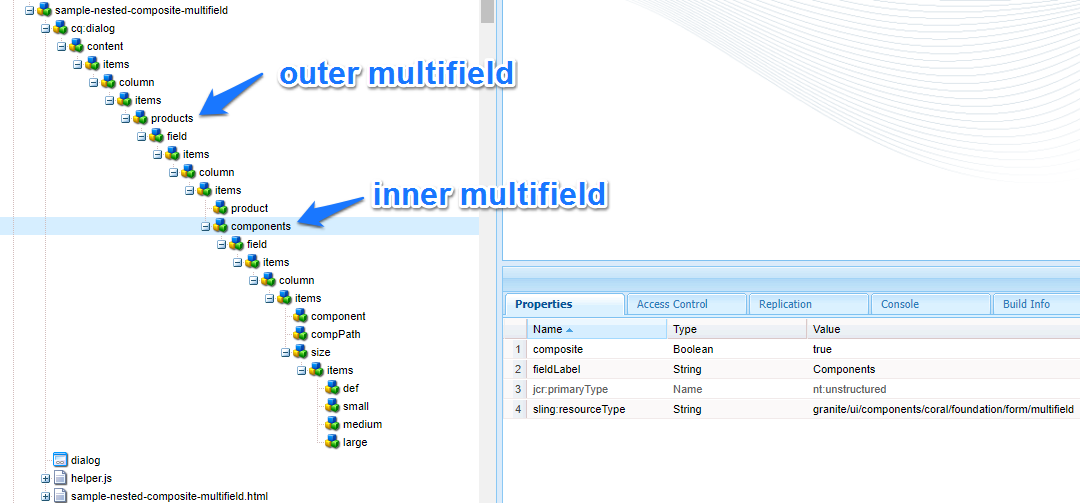 sample-nested-composite-multifield
cq:dialog
content
items
column
items
products
field
items
column
items
product
components
field
items
column
items
component
compPath
size
items
def
small
medium
large
dialog
helper.js
sample-nested-composite-multifield.html
outer multifield
inner multifield
Properties Access Control Replication Console Build Info
Name Type Value
1 composite Boolean true
2 fieldLabel String Components
3 jcr:primaryType Name nt:unstructured
4 sling:resourceType String granite/ui/components/coral/foundation/form/multifield